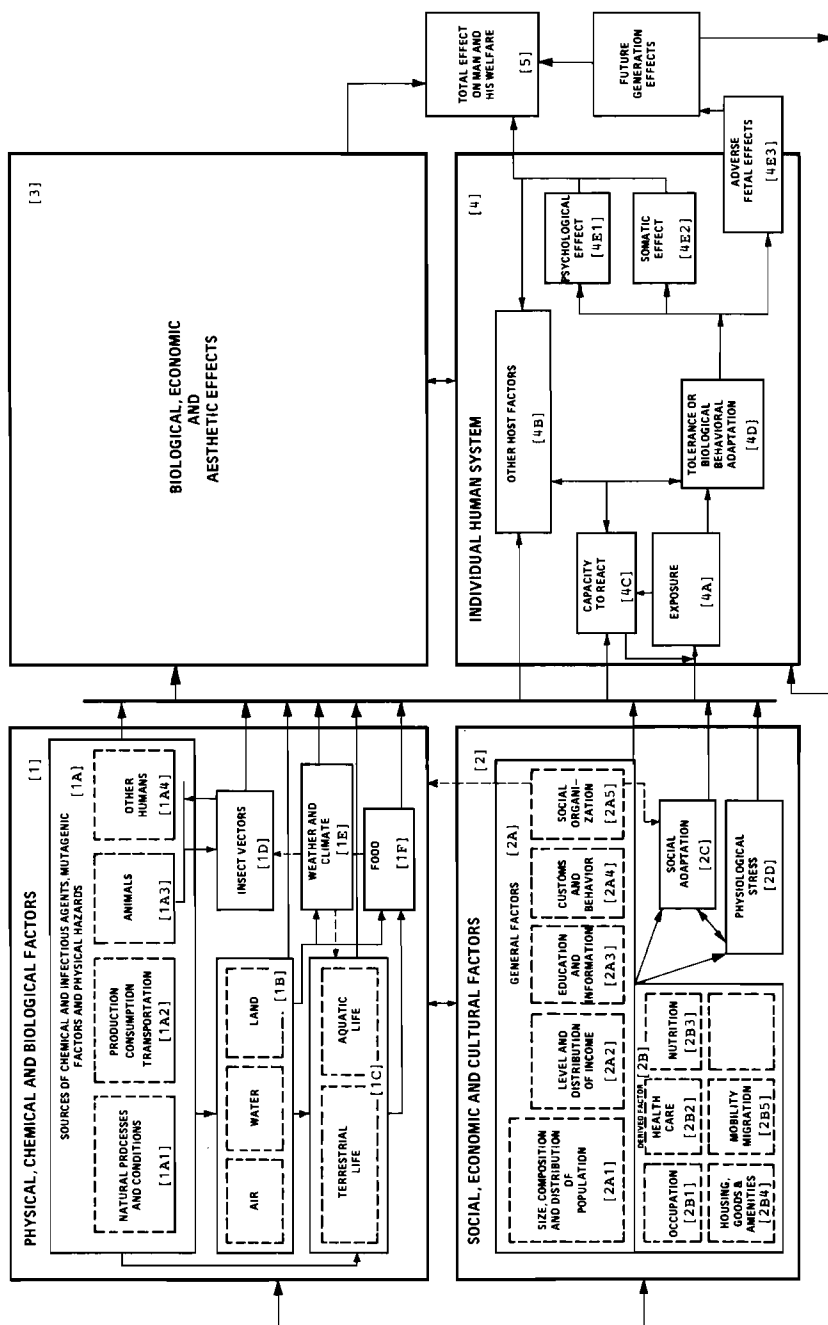 PHYSICAL, CHEMICAL AND BIOLOGICAL FACTORS
[1]
SOURCES OF CHEMICAL AND INFECTIOUS AGENTS, MUTAGENIC
FACTORS AND PHYSICAL HAZARDS
[1A]
NATURAL PROCESSES
AND CONDITIONS
[1A1]
PRODUCTION
CONSUMPTION
TRANSPORTATION
[1A2]
ANIMALS
[1A3]
OTHER
HUMANS
[1A4]
AIR
WATER
LAND
[1B]
INSECT VECTORS
[1D]
TERRESTRIAL
LIFE
AQUATIC
LIFE
[1C]
WEATHER AND
CLIMATE
[1E]
FOOD
[1F]
SOCIAL, ECONOMIC AND CULTURAL FACTORS
[2]
GENERAL FACTORS
[2A]
SIZE, COMPOSITION
AND DISTRIBUTION
OF
POPULATION
[2A1]
LEVEL AND
DISTRIBUTION
OF INCOME
[2A2]
EDUCATION
AND
INFORMATION
[2A3]
CUSTOMS
AND
BEHAVIOR
[2A4]
SOCIAL
ORGANI-
ZATION
[2A5]
DERIVED FACTOR
[2B]
OCCUPATION
[2B1]
HEALTH
CARE
[2B2]
NUTRITION
[2B3]
HOUSING,
GOODS &
AMENITIES
[2B4]
MOBILITY
MIGRATION
[2B5]
SOCIAL
ADAPTATION
[2C]
PHYSIOLOGICAL
STRESS
[2D]
BIOLOGICAL, ECONOMIC
AND
AESTHETIC EFFECTS
[3]
INDIVIDUAL HUMAN SYSTEM
[4]
OTHER HOST FACTORS
[4B]
CAPACITY
TO REACT
[4C]
EXPOSURE
[4A]
TOLERANCE OR
BIOLOGICAL
BEHAVIORAL
ADAPTATION
[4D]
PSYCHOLOGICAL
EFFECT
[4E1]
SOMATIC
EFFECT
[4E2]
ADVERSE
FETAL EFFECTS
[4E3]
TOTAL EFFECT
ON MAN AND
HIS WELFARE
[5]
FUTURE
GENERATION
EFFECTS